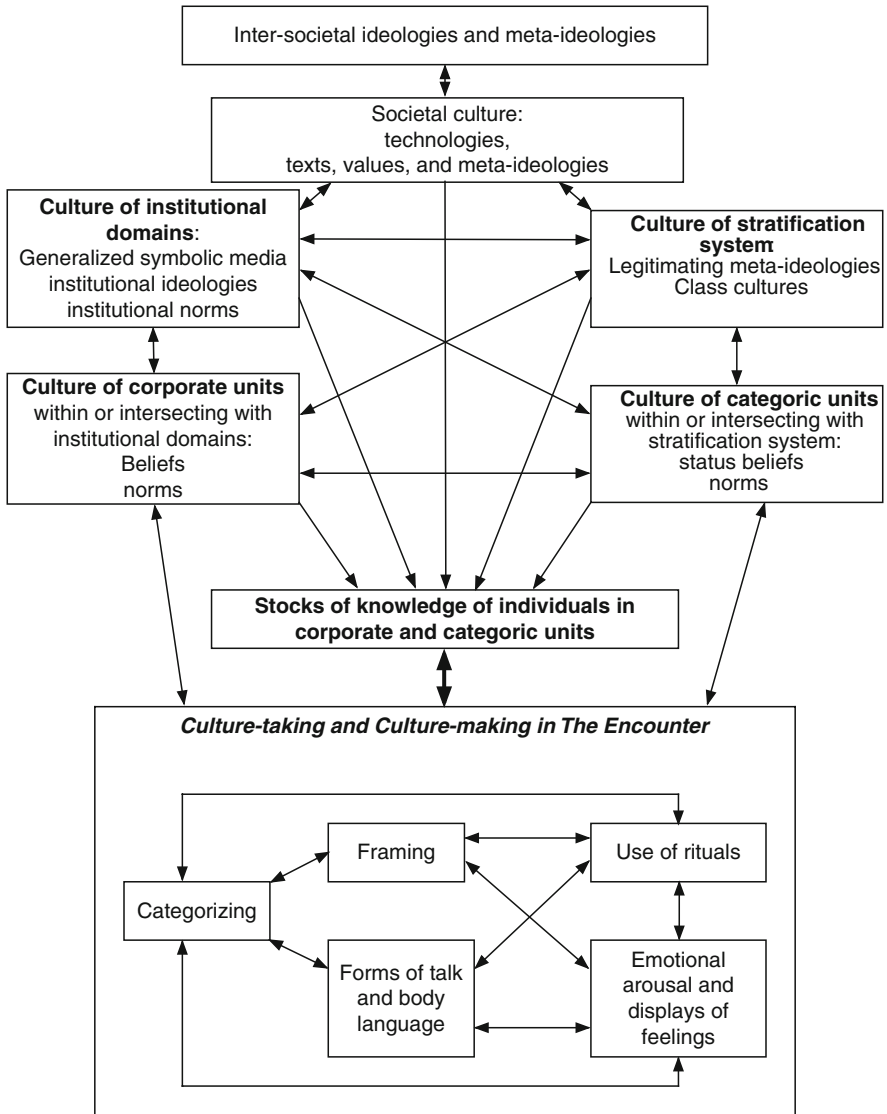 Inter-societal ideologies and meta-ideologies
Societal culture:
technologies,
texts, values, and meta-ideologies
Culture of institutional
domains:
Generalized symbolic media
institutional ideologies
institutional norms
Culture of stratification
system:
Legitimating meta-ideologies
Class cultures
Culture of corporate units
within or intersecting with
institutional domains:
Beliefs
norms
Culture of categoric units
within or intersecting with
stratification system:
status beliefs
norms
Stocks of knowledge of individuals in
corporate and categoric units
Culture-taking and Culture-making in The Encounter
Framing
Use of rituals
Categorizing
Forms of talk
and body
language
Emotional
arousal and
displays of
feelings